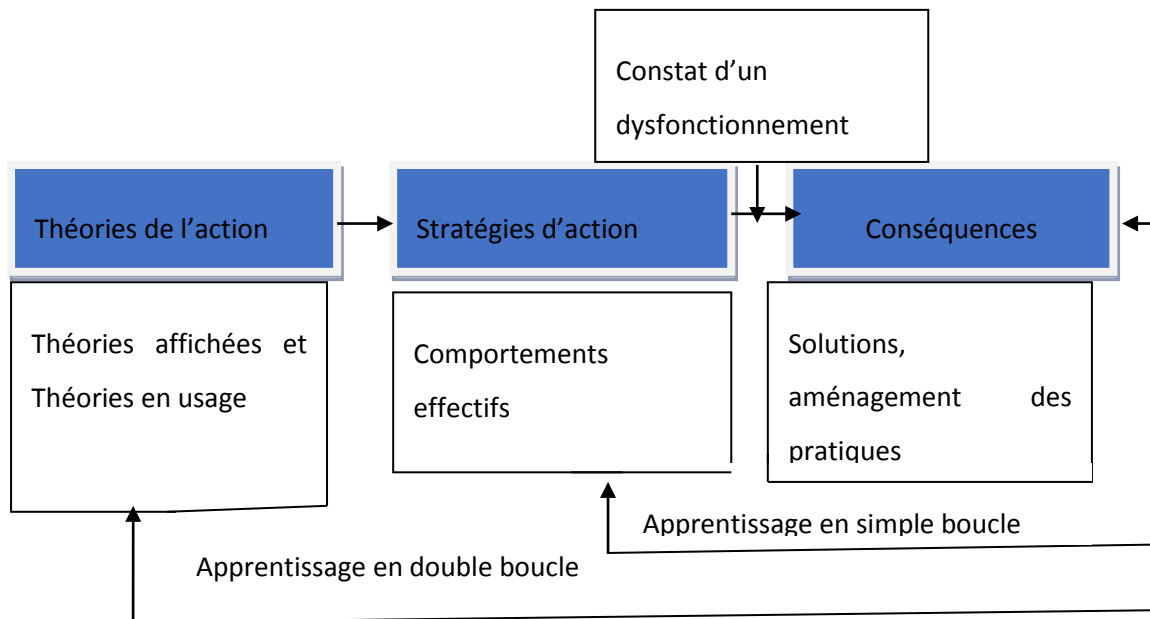 Constat d’un
dysfonctionnement
Théories de l’action
Stratégies d’action
Conséquences
Théories affichées et
Théories en usage
Comportements
effectifs
Solutions,
aménagement des
pratiques
Apprentissage en simple boucle
Apprentissage en double boucle